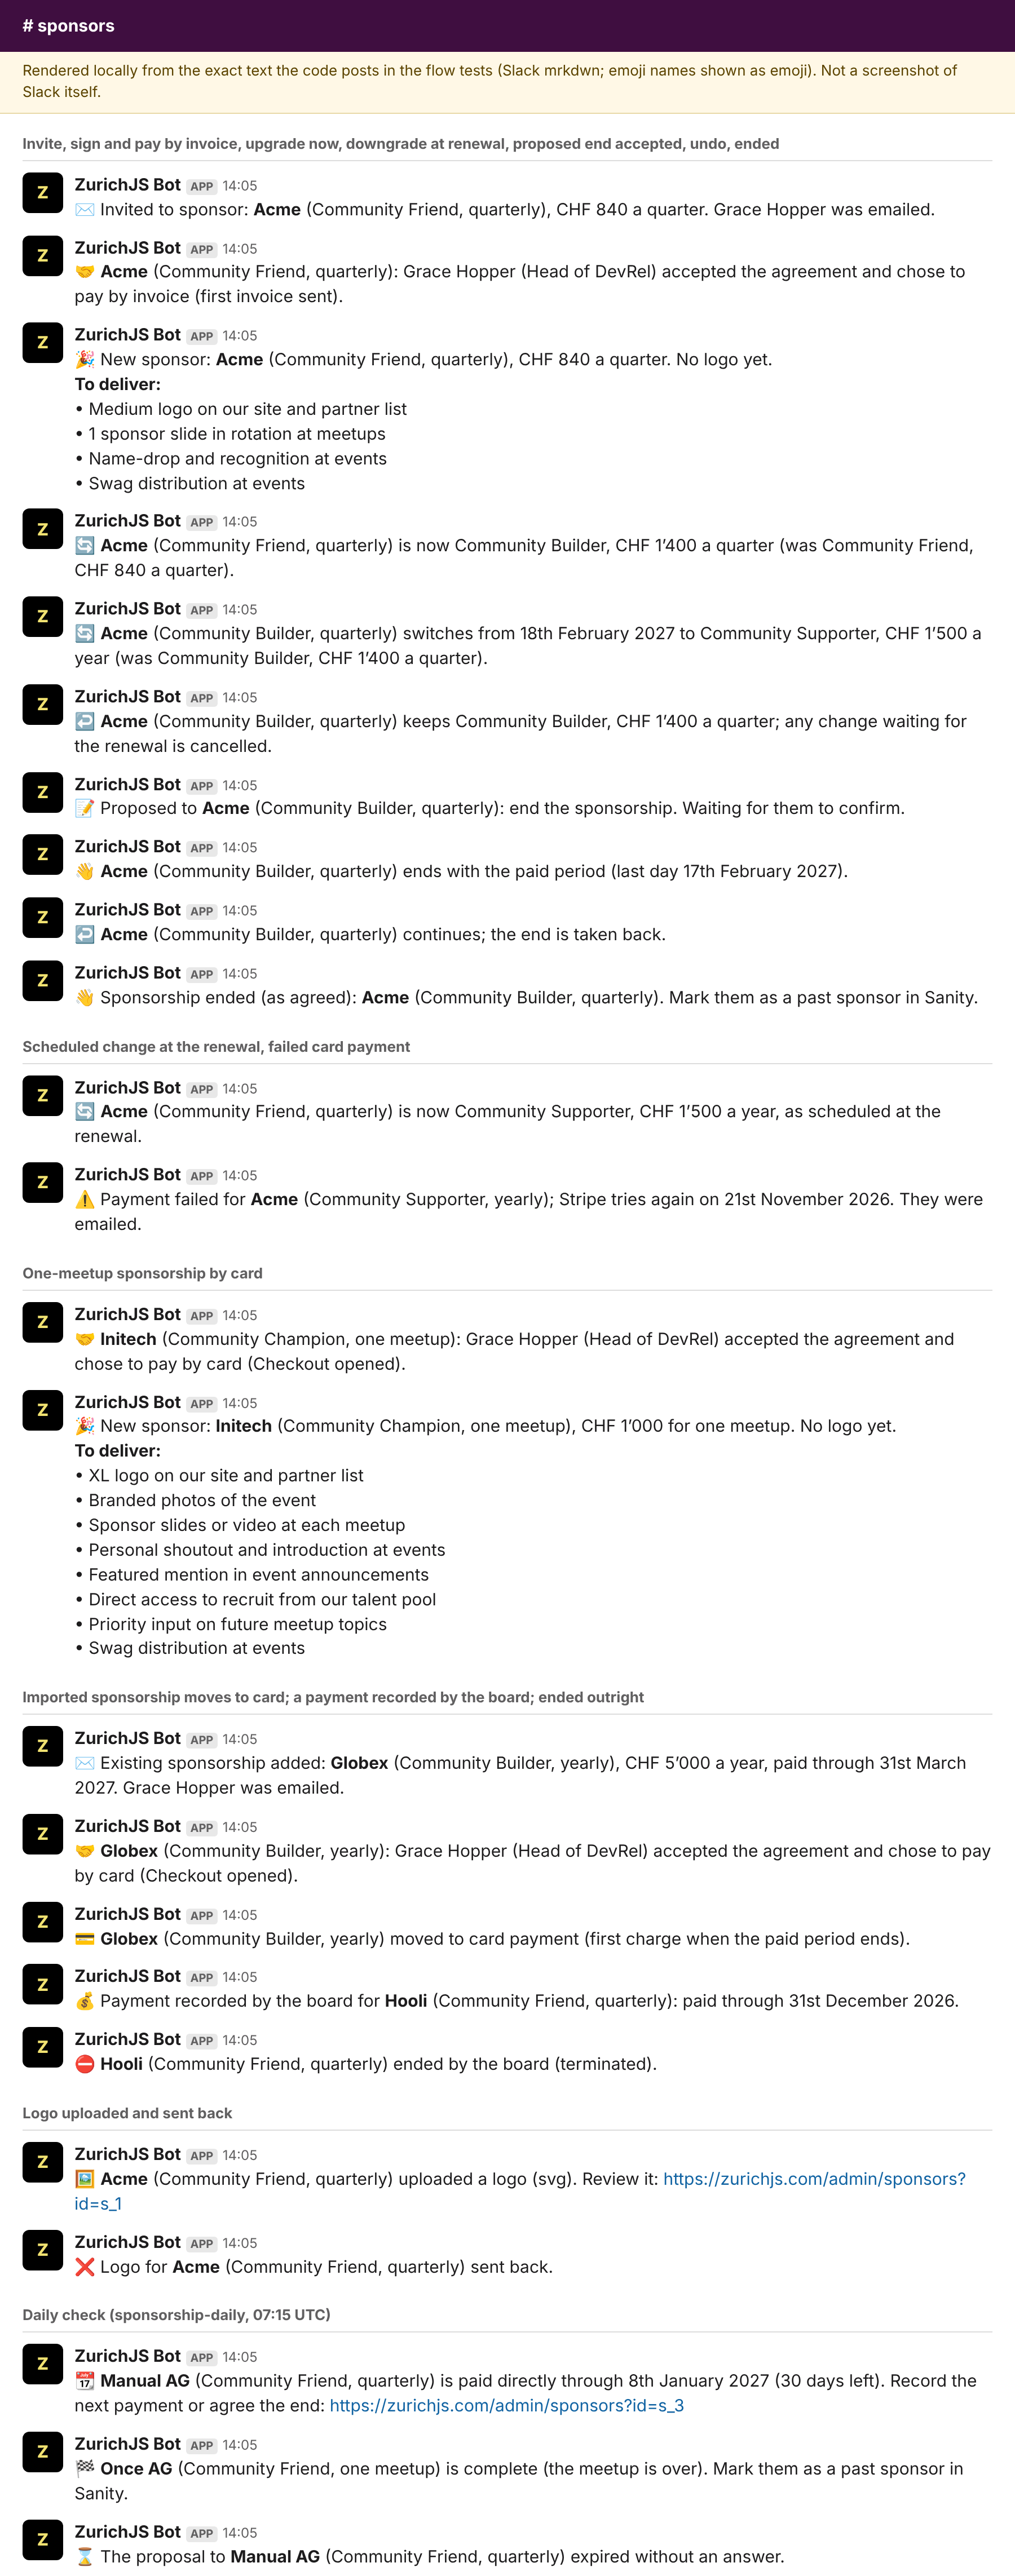 # sponsors
Rendered locally from the exact text the code posts in the flow tests (Slack mrkdwn; emoji names shown as emoji). Not a screenshot of
Slack itself.
Invite, sign and pay by invoice, upgrade now, downgrade at renewal, proposed end accepted, undo, ended
Z
ZurichJS Bot APP 14:05
✉️ Invited to sponsor: Acme (Community Friend, quarterly), CHF 840 a quarter. Grace Hopper was emailed.
Z
ZurichJS Bot APP 14:05
🤝 Acme (Community Friend, quarterly): Grace Hopper (Head of DevRel) accepted the agreement and chose to
pay by invoice (first invoice sent).
Z
ZurichJS Bot APP 14:05
🎉 New sponsor: Acme (Community Friend, quarterly), CHF 840 a quarter. No logo yet.
To deliver:
• Medium logo on our site and partner list
• 1 sponsor slide in rotation at meetups
• Name-drop and recognition at events
• Swag distribution at events
Z
ZurichJS Bot APP 14:05
🔄 Acme (Community Friend, quarterly) is now Community Builder, CHF 1’400 a quarter (was Community Friend,
CHF 840 a quarter).
Z
ZurichJS Bot APP 14:05
🔄 Acme (Community Builder, quarterly) switches from 18th February 2027 to Community Supporter, CHF 1’500 a
year (was Community Builder, CHF 1’400 a quarter).
Z
ZurichJS Bot APP 14:05
↩️ Acme (Community Builder, quarterly) keeps Community Builder, CHF 1’400 a quarter; any change waiting for
the renewal is cancelled.
Z
ZurichJS Bot APP 14:05
📝 Proposed to Acme (Community Builder, quarterly): end the sponsorship. Waiting for them to confirm.
Z
ZurichJS Bot APP 14:05
👋 Acme (Community Builder, quarterly) ends with the paid period (last day 17th February 2027).
Z
ZurichJS Bot APP 14:05
↩️ Acme (Community Builder, quarterly) continues; the end is taken back.
Z
ZurichJS Bot APP 14:05
👋 Sponsorship ended (as agreed): Acme (Community Builder, quarterly). Mark them as a past sponsor in Sanity.
Scheduled change at the renewal, failed card payment
Z
ZurichJS Bot APP 14:05
🔄 Acme (Community Friend, quarterly) is now Community Supporter, CHF 1’500 a year, as scheduled at the
renewal.
Z
ZurichJS Bot APP 14:05
⚠️ Payment failed for Acme (Community Supporter, yearly); Stripe tries again on 21st November 2026. They were
emailed.
One-meetup sponsorship by card
Z
ZurichJS Bot APP 14:05
🤝 Initech (Community Champion, one meetup): Grace Hopper (Head of DevRel) accepted the agreement and
chose to pay by card (Checkout opened).
Z
ZurichJS Bot APP 14:05
🎉 New sponsor: Initech (Community Champion, one meetup), CHF 1’000 for one meetup. No logo yet.
To deliver:
• XL logo on our site and partner list
• Branded photos of the event
• Sponsor slides or video at each meetup
• Personal shoutout and introduction at events
• Featured mention in event announcements
• Direct access to recruit from our talent pool
• Priority input on future meetup topics
• Swag distribution at events
Imported sponsorship moves to card; a payment recorded by the board; ended outright
Z
ZurichJS Bot APP 14:05
✉️ Existing sponsorship added: Globex (Community Builder, yearly), CHF 5’000 a year, paid through 31st March
2027. Grace Hopper was emailed.
Z
ZurichJS Bot APP 14:05
🤝 Globex (Community Builder, yearly): Grace Hopper (Head of DevRel) accepted the agreement and chose to pay
by card (Checkout opened).
Z
ZurichJS Bot APP 14:05
💳 Globex (Community Builder, yearly) moved to card payment (first charge when the paid period ends).
Z
ZurichJS Bot APP 14:05
💰 Payment recorded by the board for Hooli (Community Friend, quarterly): paid through 31st December 2026.
Z
ZurichJS Bot APP 14:05
⛔ Hooli (Community Friend, quarterly) ended by the board (terminated).
Logo uploaded and sent back
Z
ZurichJS Bot APP 14:05
🖼️ Acme (Community Friend, quarterly) uploaded a logo (svg). Review it: https://zurichjs.com/admin/sponsors?
id=s_1
Z
ZurichJS Bot APP 14:05
❌ Logo for Acme (Community Friend, quarterly) sent back.
Daily check (sponsorship-daily, 07:15 UTC)
Z
ZurichJS Bot APP 14:05
📆 Manual AG (Community Friend, quarterly) is paid directly through 8th January 2027 (30 days left). Record the
next payment or agree the end: https://zurichjs.com/admin/sponsors?id=s_3
Z
ZurichJS Bot APP 14:05
🏁 Once AG (Community Friend, one meetup) is complete (the meetup is over). Mark them as a past sponsor in
Sanity.
Z
ZurichJS Bot APP 14:05
⌛ The proposal to Manual AG (Community Friend, quarterly) expired without an answer.